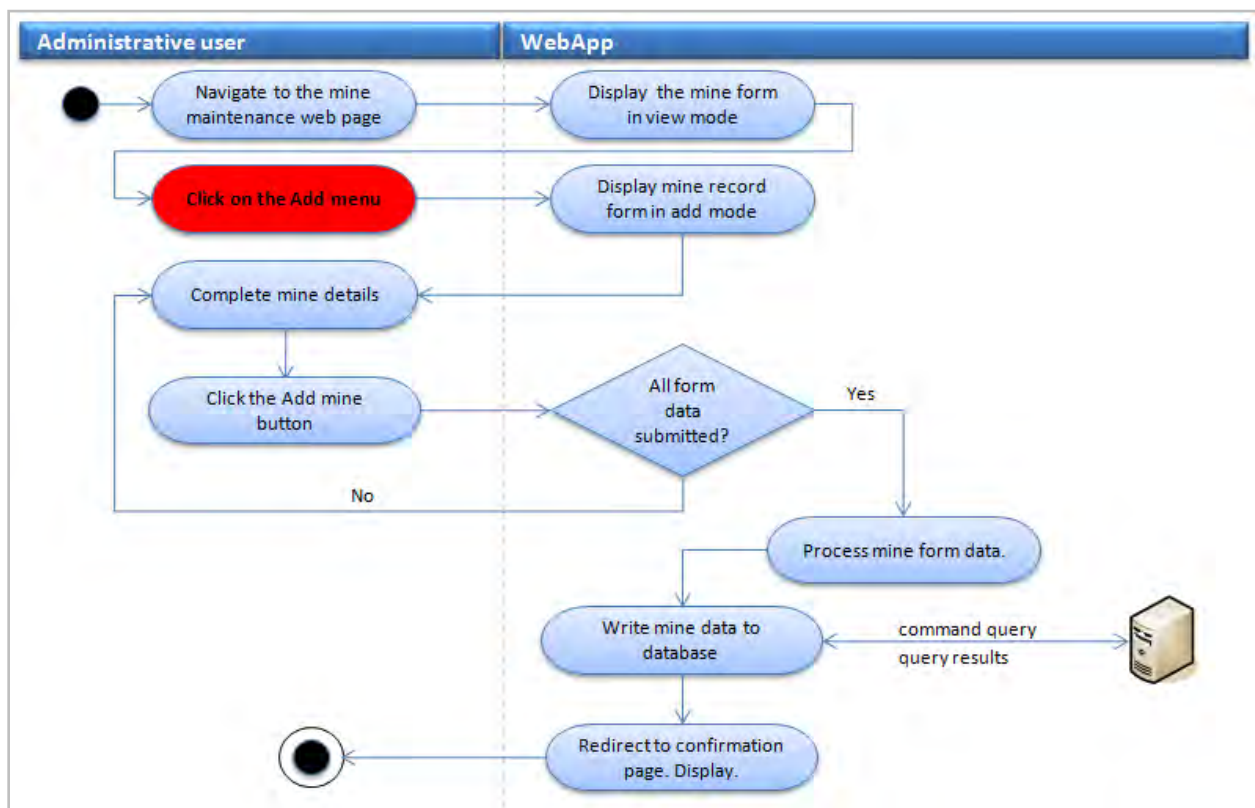 Administrative user
WebApp
Navigate to the mine
maintenance web page
Display the mine form
in view mode
Click on the Add menu
Display mine record
form in add mode
Complete mine details
Click the Add mine
button
All form
data
submitted?
Yes
No
Process mine form data.
Write mine data to
database
command query
query results
Redirect to confirmation
page. Display.